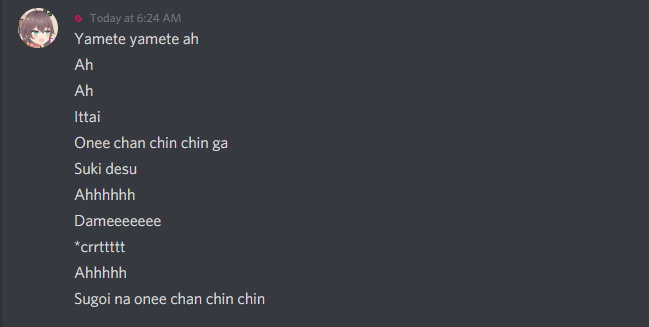 Today at 6:24 AM
Yamete yamete ah
Ah
Ah
Ittai
Onee chan chin chin ga
Suki desu
Ahhhhhh
Dameeeeeee
*crrttttt
Ahhhhh
Sugoi na onee chan chin chin